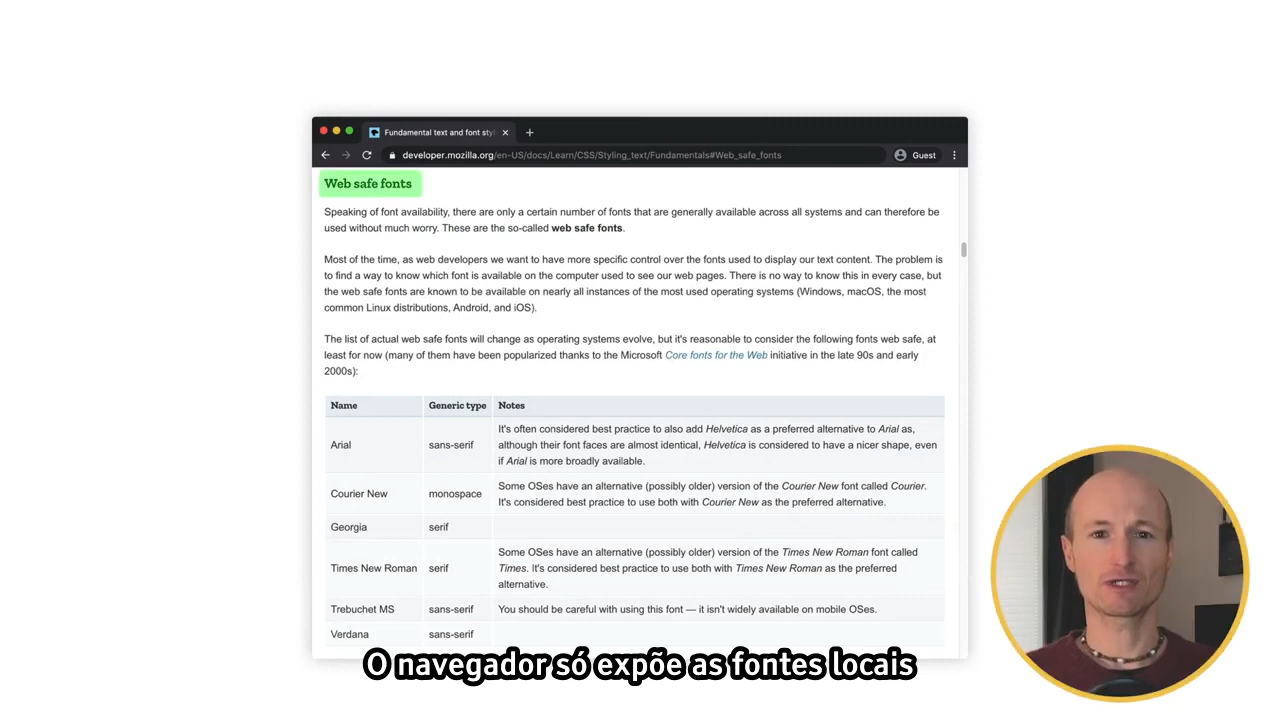 Fundamental text and font styli
developer.mozilla.org/en-US/docs/Learn/CSS/Styling_text/Fundamentals#Web_safe_fonts
Guest
Web safe fonts
Speaking of font availability, there are only a certain number of fonts that are generally available across all systems and can therefore be
used without much worry. These are the so-called web safe fonts.
Most of the time, as web developers we want to have more specific control over the fonts used to display our text content. The problem is
to find a way to know which font is available on the computer used to see our web pages. There is no way to know this in every case, but
the web safe fonts are known to be available on nearly all instances of the most used operating systems (Windows, macOS, the most
common Linux distributions, Android, and iOS).
The list of actual web safe fonts will change as operating systems evolve, but it's reasonable to consider the following fonts web safe, at
least for now (many of them have been popularized thanks to the Microsoft Core fonts for the Web initiative in the late 90s and early
2000s):
Name Generic type Notes
It's often considered best practice to also add Helvetica as a preferred alternative to Arial as,
Arial sans-serif although their font faces are almost identical, Helvetica is considered to have a nicer shape, even
if Arial is more broadly available.
Some OSes have an alternative (possibly older) version of the Courier New font called Courier.
Courier New monospace
It's considered best practice to use both with Courier New as the preferred alternative.
Georgia serif
Some OSes have an alternative (possibly older) version of the Times New Roman font called
Times New Roman serif Times. It's considered best practice to use both with Times New Roman as the preferred
alternative.
Trebuchet MS sans-serif You should be careful with using this font — it isn't widely available on mobile OSes.
Verdana sans-serif
O navegador só expõe as fontes locais